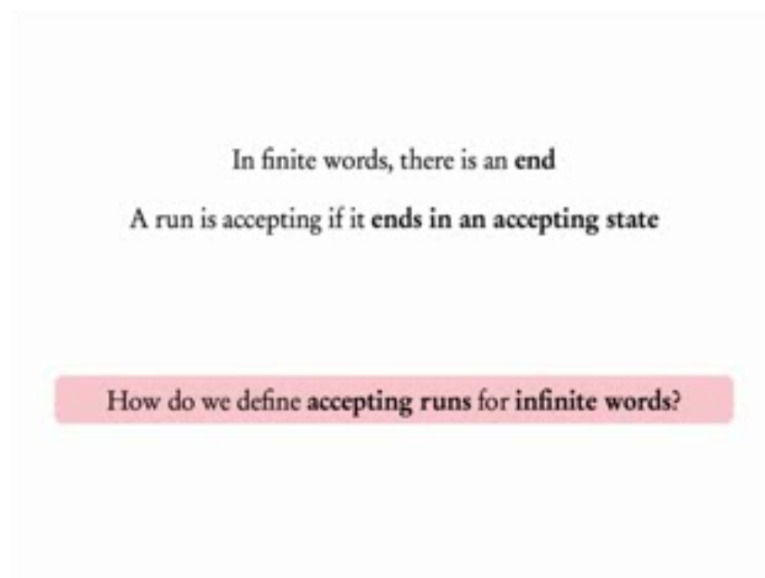 In finite words, there is an end
A run is accepting if it ends in an accepting state
How do we define accepting runs for infinite words?